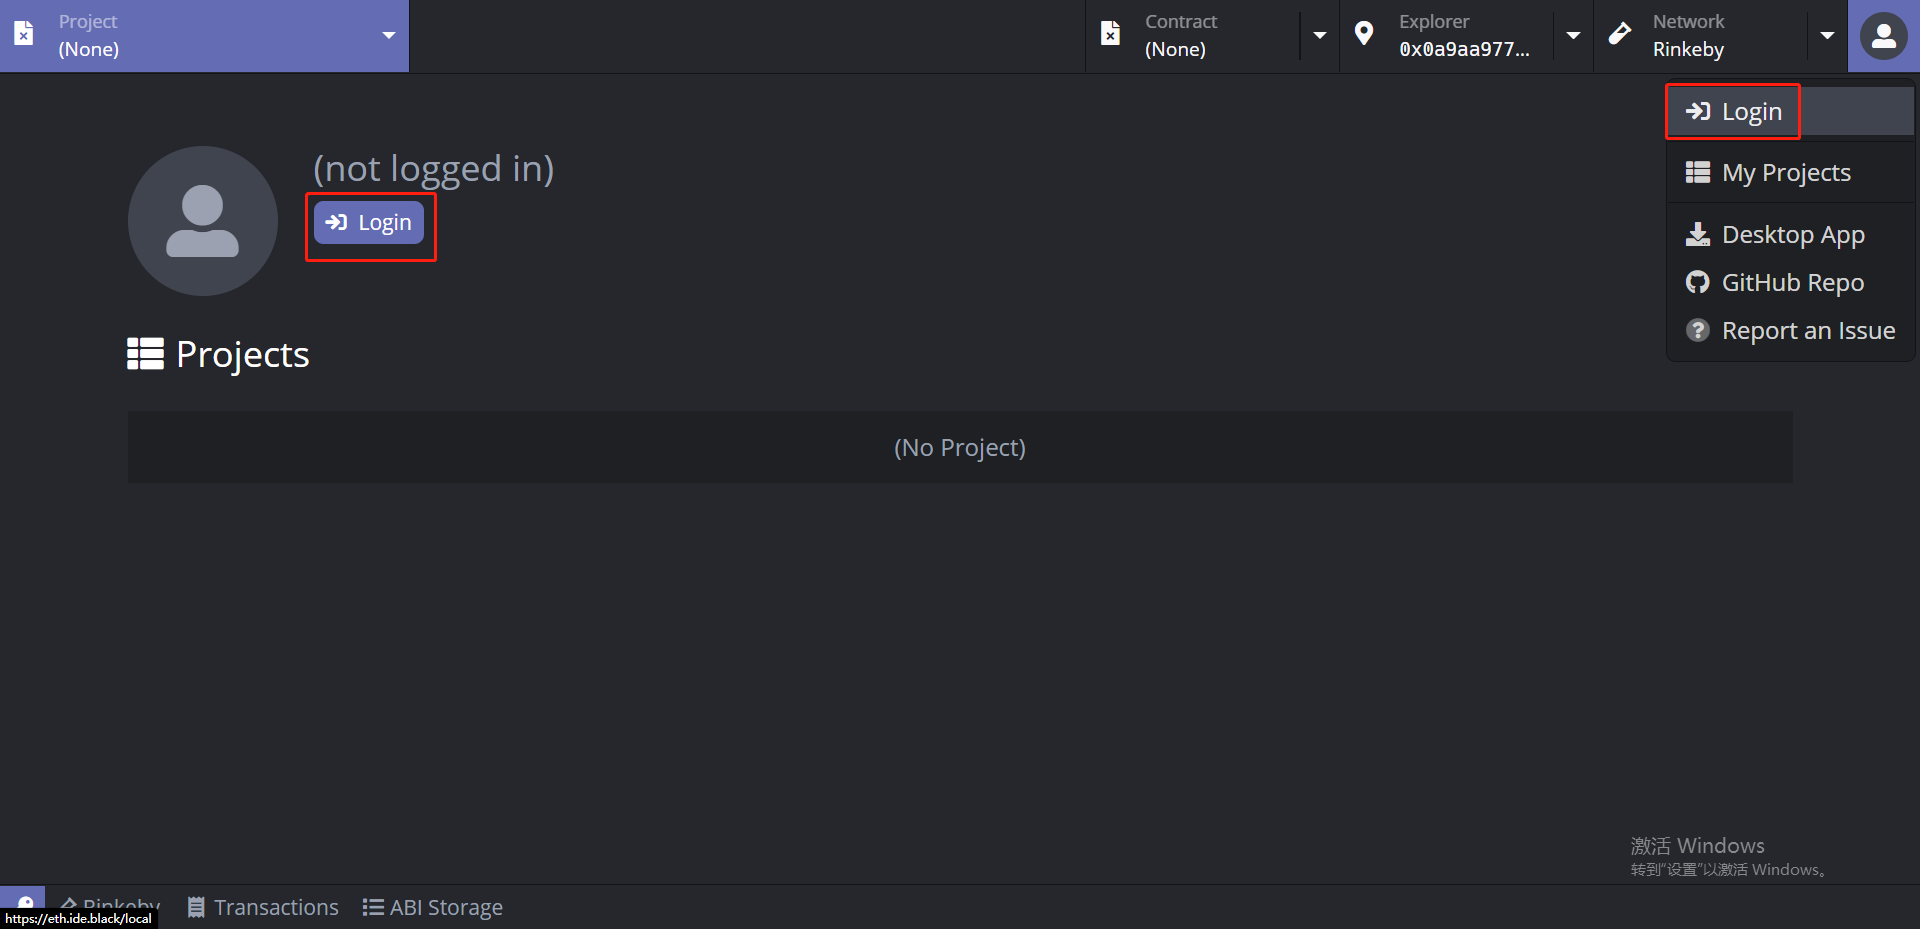 Project
(None)
Contract
(None)
Explorer
0x0a9aa977...
Network
Rinkeby
Login
My Projects
Desktop App
GitHub Repo
Report an Issue
(not logged in)
Login
Projects
(No Project)
激活 Windows
转到"设置"以激活 Windows。
Rinkeby
Transactions
ABI Storage
https://eth.ide.black/local